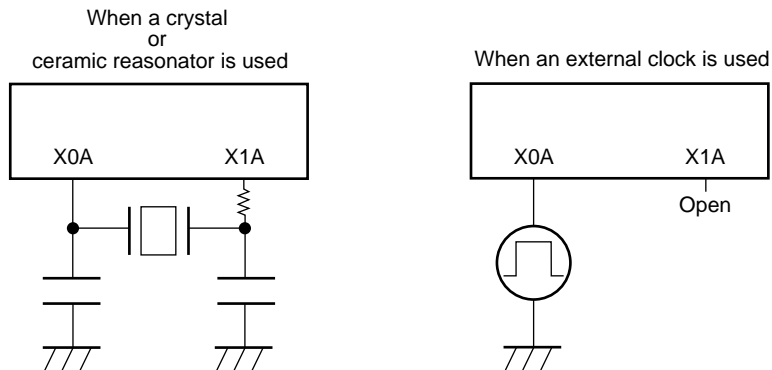 When a crystal
or
ceramic reasonator is used
X0A
X1A
When an external clock is used
X0A
X1A
Open